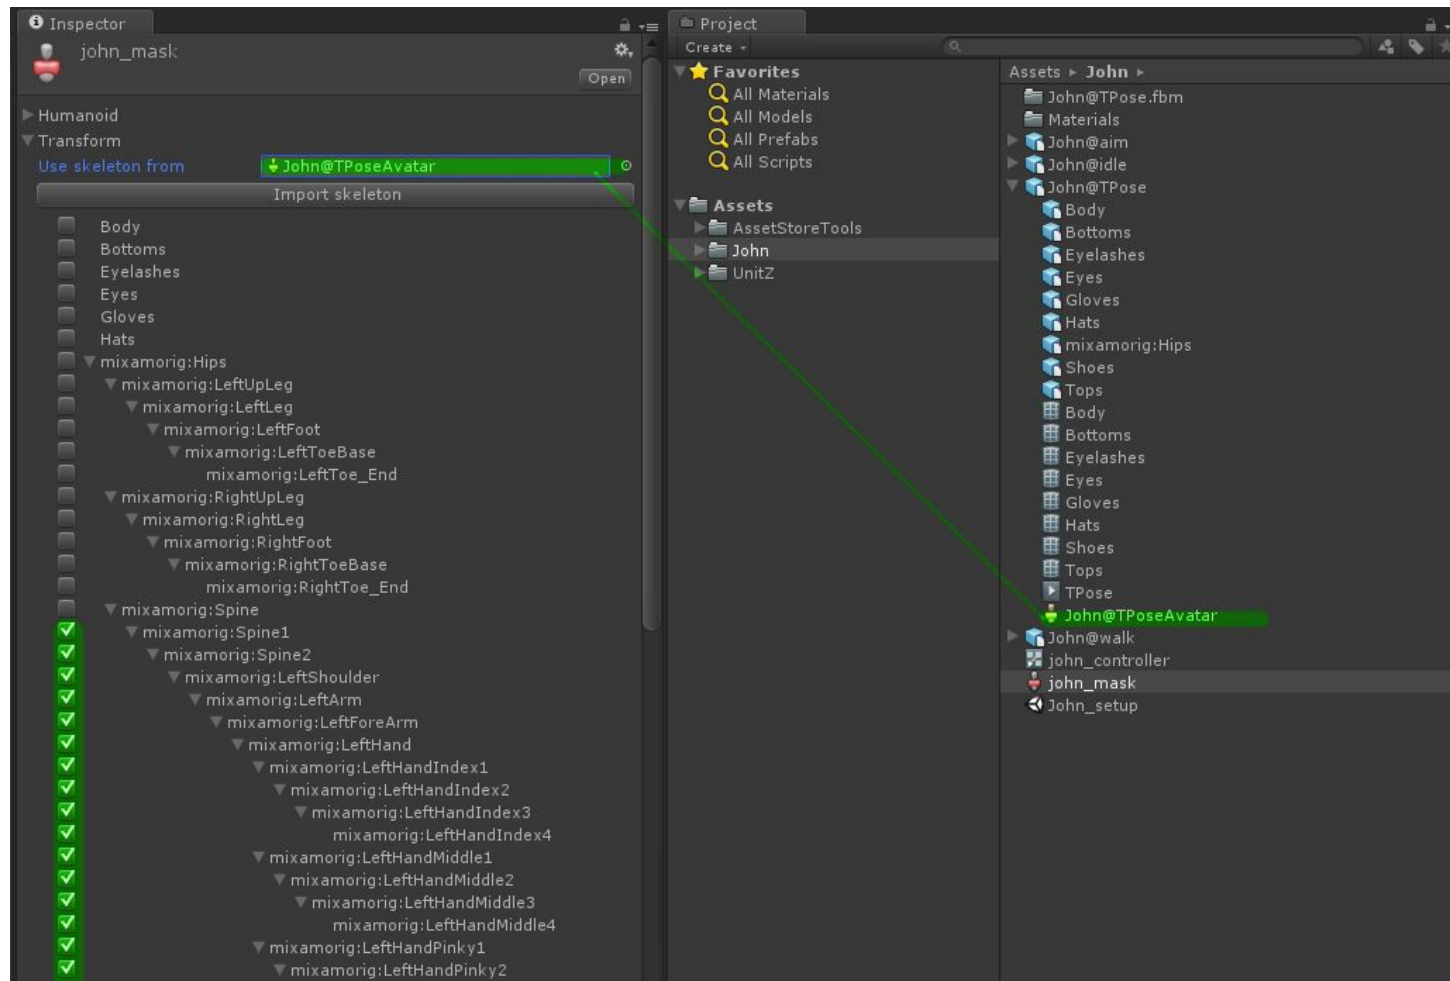 Inspector
john_mask
Open
Humanoid
Transform
Use skeleton from John@TPoseAvatar
Import skeleton
Body
Bottoms
Eyelashes
Eyes
Gloves
Hats
mixamorig:Hips
mixamorig:LeftUpLeg
mixamorig:LeftLeg
mixamorig:LeftFoot
mixamorig:LeftToeBase
mixamorig:LeftToe_End
mixamorig:RightUpLeg
mixamorig:RightLeg
mixamorig:RightFoot
mixamorig:RightToeBase
mixamorig:RightToe_End
mixamorig:Spine
mixamorig:Spine1
mixamorig:Spine2
mixamorig:LeftShoulder
mixamorig:LeftArm
mixamorig:LeftForeArm
mixamorig:LeftHand
mixamorig:LeftHandIndex1
mixamorig:LeftHandIndex2
mixamorig:LeftHandIndex3
mixamorig:LeftHandIndex4
mixamorig:LeftHandMiddle1
mixamorig:LeftHandMiddle2
mixamorig:LeftHandMiddle3
mixamorig:LeftHandMiddle4
mixamorig:LeftHandPinky1
mixamorig:LeftHandPinky2
Project
Create
Favorites
All Materials
All Models
All Prefabs
All Scripts
Assets
AssetStoreTools
John
UnitZ
Assets John
John@TPose.fbm
Materials
John@aim
John@idle
John@TPose
Body
Bottoms
Eyelashes
Eyes
Gloves
Hats
mixamorig:Hips
Shoes
Tops
Body
Bottoms
Eyelashes
Eyes
Gloves
Hats
Shoes
Tops
TPose
John@TPoseAvatar
John@walk
john_controller
john_mask
John_setup